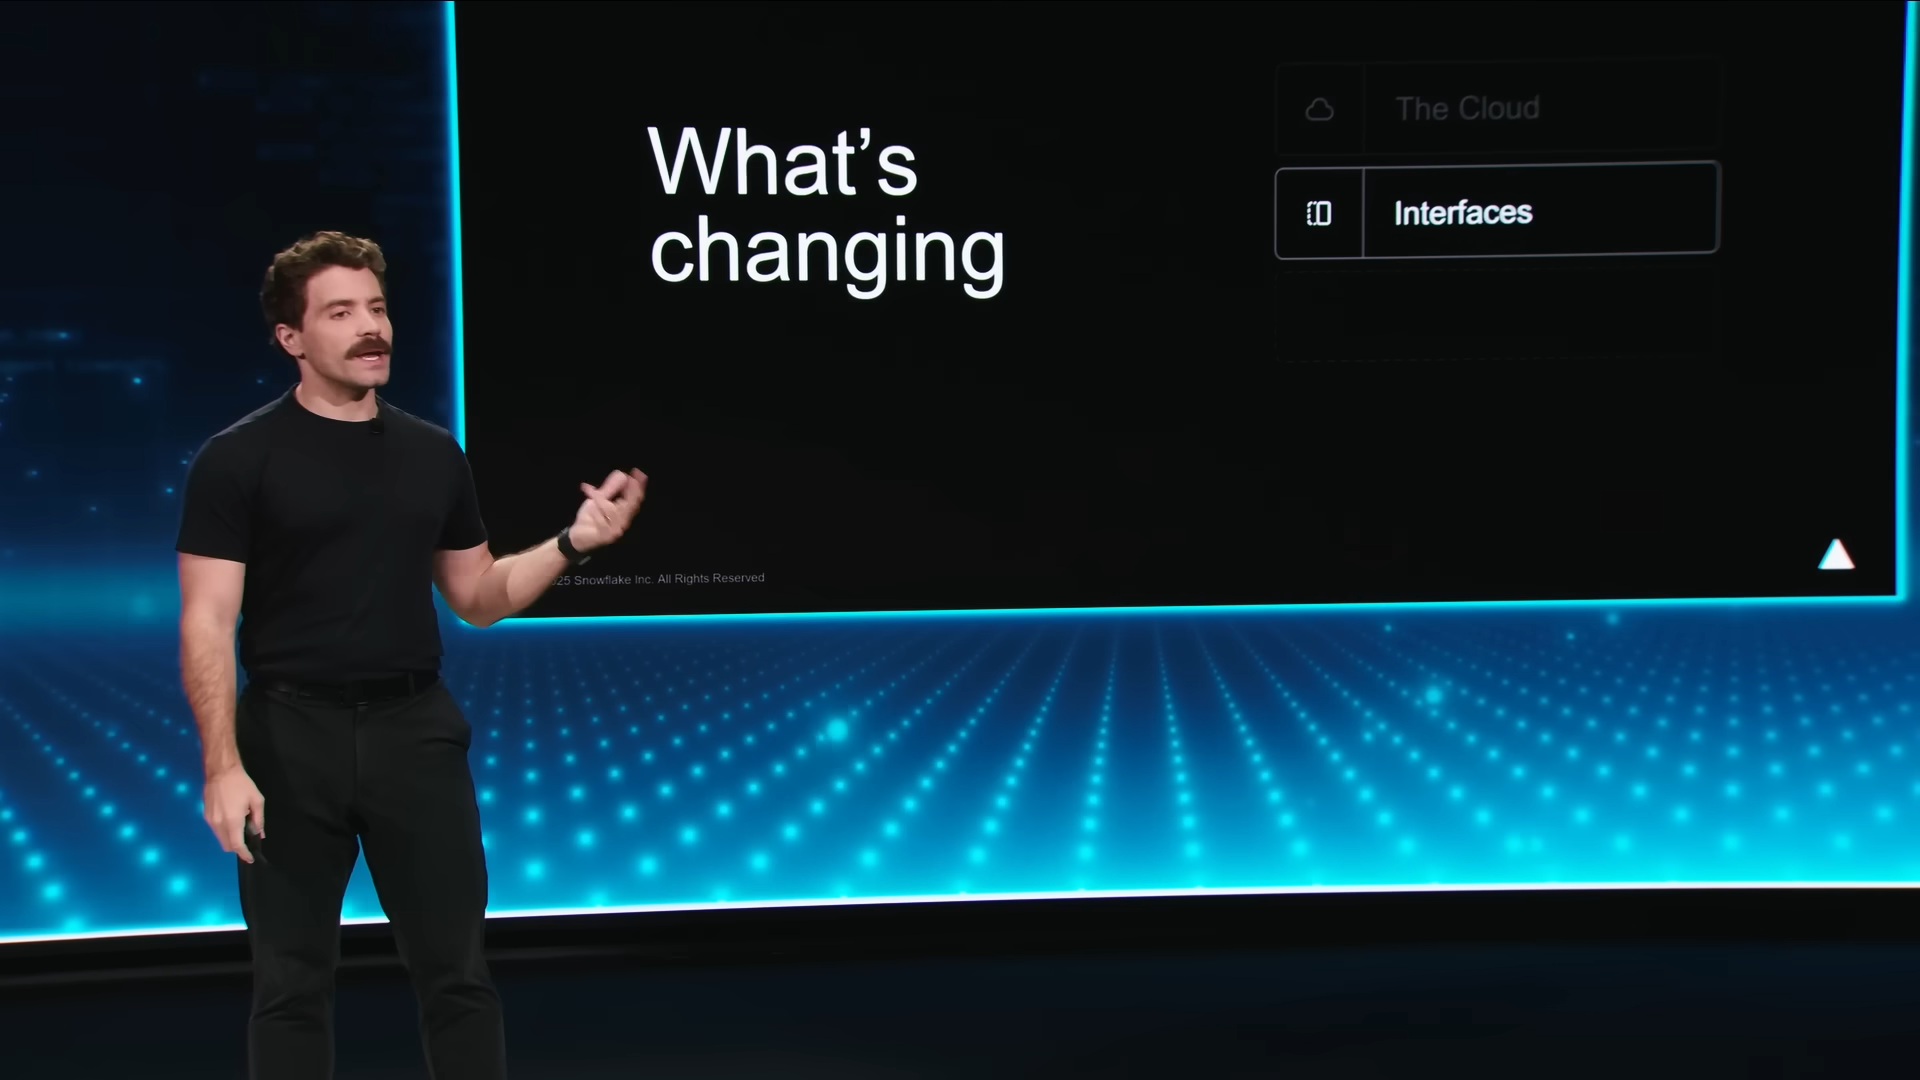 What’s
changing
The Cloud
Interfaces
25 Snowflake Inc. All Rights Reserved